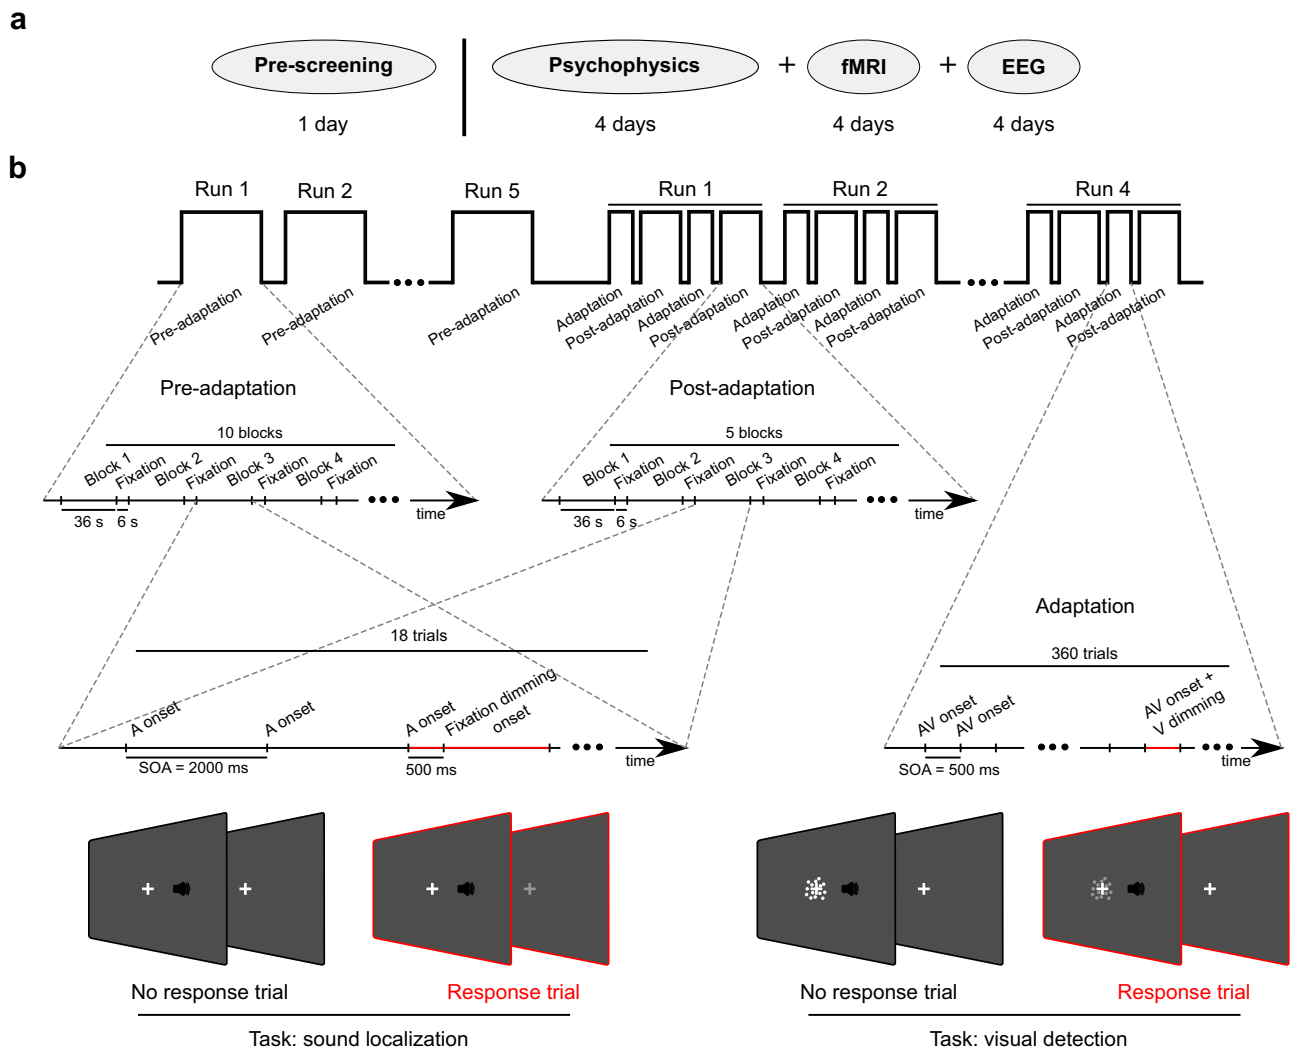 a
Pre-screening
Psychophysics
+
fMRI
+
EEG
1 day
4 days
4 days
4 days
b
Run 1
Run 2
Run 5
Run 1
Run 2
Run 4
Pre-adaptation
Pre-adaptation
Pre-adaptation
Adaptation
Post-adaptation
Adaptation
Post-adaptation
Adaptation
Post-adaptation
Adaptation
Post-adaptation
Adaptation
Post-adaptation
Adaptation
Post-adaptation
Pre-adaptation
10 blocks
Block 1
Fixation
Block 2
Fixation
Block 3
Fixation
Block 4
Fixation
36 s
6 s
time
Post-adaptation
5 blocks
Block 1
Fixation
Block 2
Fixation
Block 3
Fixation
Block 4
Fixation
36 s
6 s
time
18 trials
A onset
A onset
A onset
Fixation dimming
onset
SOA = 2000 ms
500 ms
time
Adaptation
360 trials
AV onset
AV onset
AV onset +
V dimming
SOA = 500 ms
time
No response trial
Response trial
Task: sound localization
No response trial
Response trial
Task: visual detection